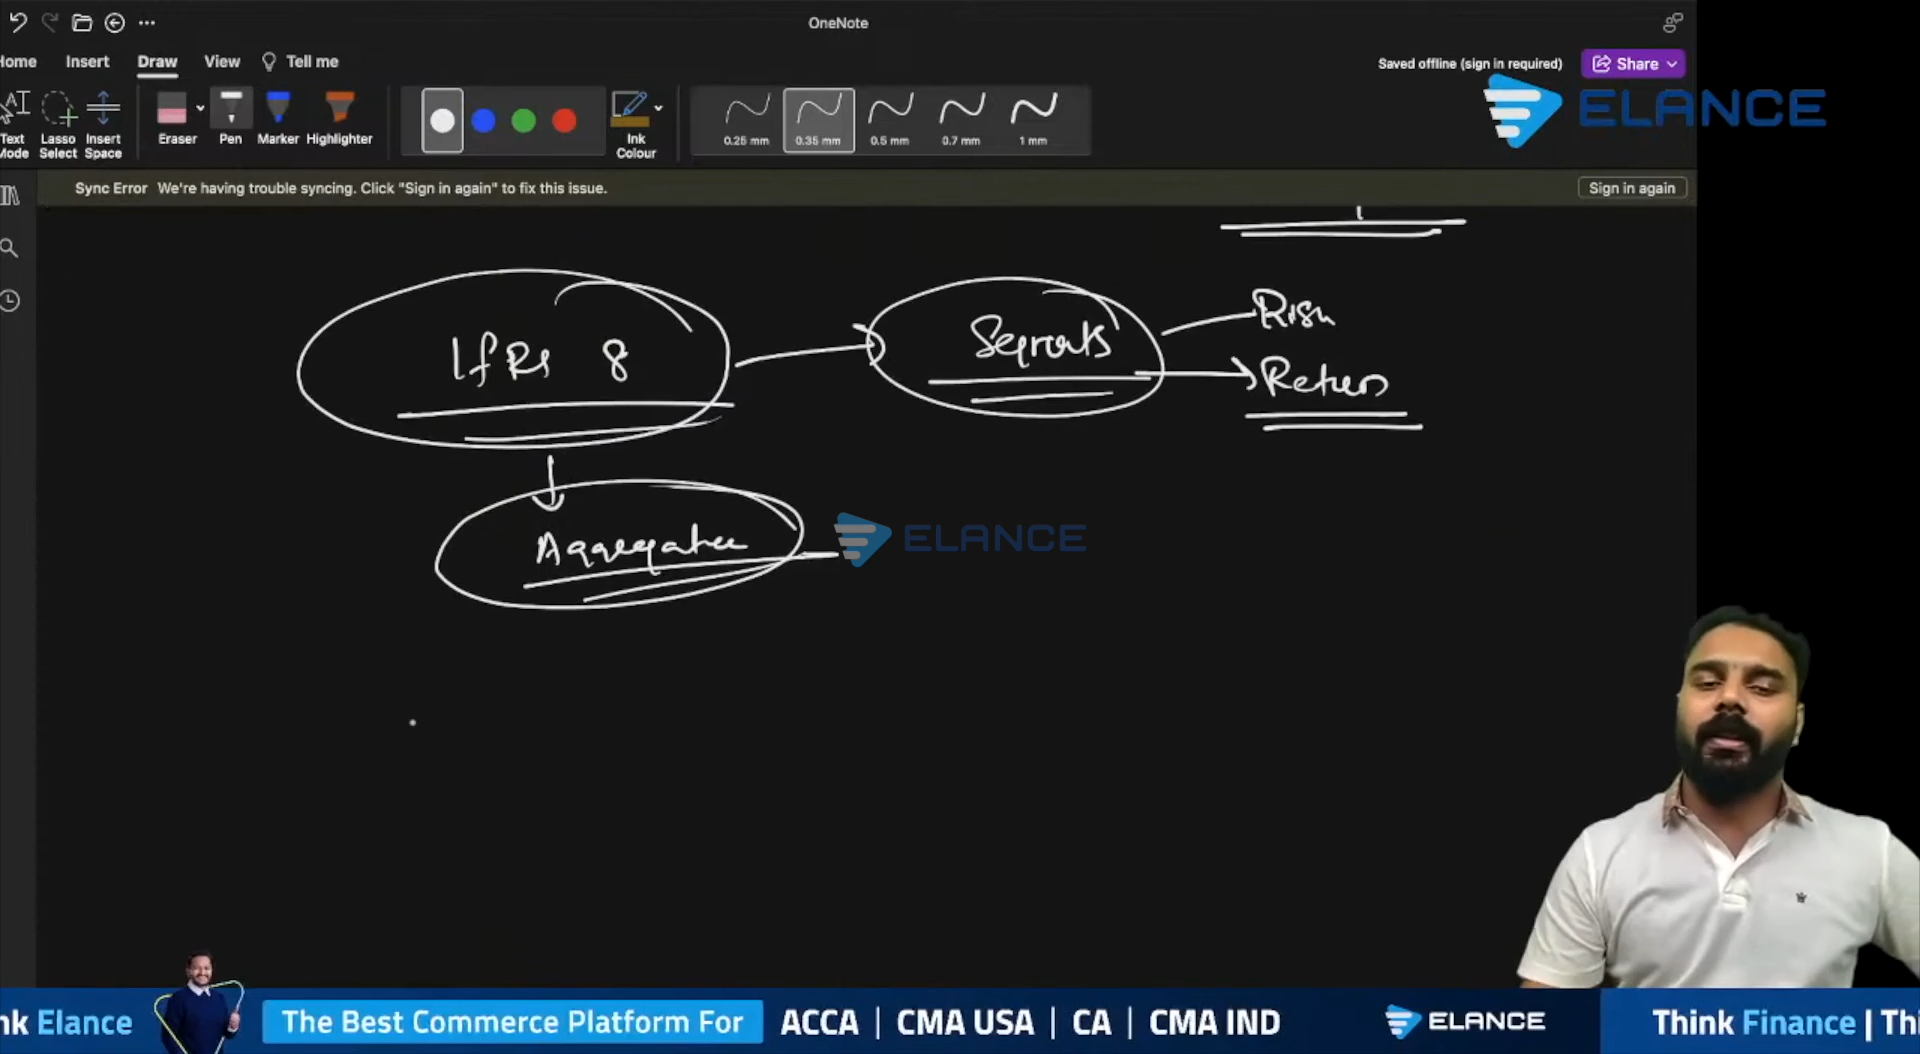 OneNote
Home Insert Draw View Tell me
Saved offline (sign in required)
Share
Text Mode
Lasso Select
Insert Space
Eraser
Pen
Marker
Highlighter
Ink Colour
0.25 mm
0.35 mm
0.5 mm
0.7 mm
1 mm
ELANCE
Sync Error We're having trouble syncing. Click "Sign in again" to fix this issue.
Sign in again
IFRS 8
Risk
Return
ELANCE
Think Elance
The Best Commerce Platform For ACCA | CMA USA | CA | CMA IND
ELANCE
Think Finance |